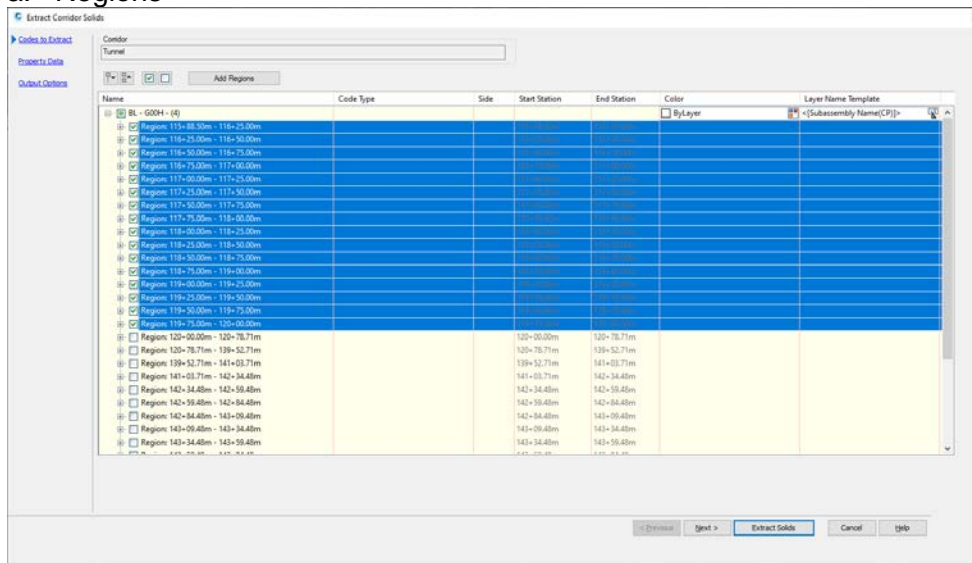 a. Regions
Extract Corridor Solids
Codes to Extract
Corridor
Tunnel
Property Data
Output Options
Add Regions
Name Code Type Side Start Station End Station Color Layer Name Template
BL - G00H - (4) ByLayer <[Subassembly Name(CP)]>
Region: 115+88.50m - 116+25.00m
Region: 116+25.00m - 116+50.00m
Region: 116+50.00m - 116+75.00m
Region: 116+75.00m - 117+00.00m
Region: 117+00.00m - 117+25.00m
Region: 117+25.00m - 117+50.00m
Region: 117+50.00m - 117+75.00m
Region: 117+75.00m - 118+00.00m
Region: 118+00.00m - 118+25.00m
Region: 118+25.00m - 118+50.00m
Region: 118+50.00m - 118+75.00m
Region: 118+75.00m - 119+00.00m
Region: 119+00.00m - 119+25.00m
Region: 119+25.00m - 119+50.00m
Region: 119+50.00m - 119+75.00m
Region: 119+75.00m - 120+00.00m
Region: 120+00.00m - 120+78.71m 120+00.00m 120+78.71m
Region: 120+78.71m - 139+52.71m 120+78.71m 139+52.71m
Region: 139+52.71m - 141+03.71m 139+52.71m 141+03.71m
Region: 141+03.71m - 142+34.48m 141+03.71m 142+34.48m
Region: 142+34.48m - 142+59.48m 142+34.48m 142+59.48m
Region: 142+59.48m - 142+84.48m 142+59.48m 142+84.48m
Region: 142+84.48m - 143+09.48m 142+84.48m 143+09.48m
Region: 143+09.48m - 143+34.48m 143+09.48m 143+34.48m
Region: 143+34.48m - 143+59.48m 143+34.48m 143+59.48m
< Previous Next > Extract Solids Cancel Help